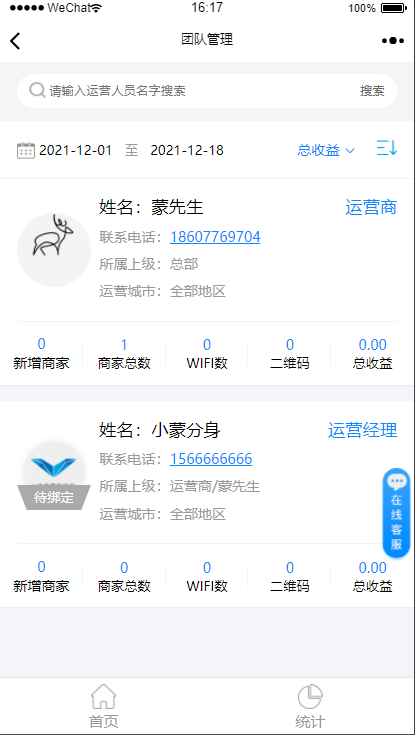 WeChat 16:17 100%
团队管理
请输入运营人员名字搜索 搜索
2021-12-01 至 2021-12-18 总收益
姓名：蒙先生 运营商
联系电话：18607769704
所属上级：总部
运营城市：全部地区
0 1 0 0 0.00
新增商家 商家总数 WIFI数 二维码 总收益
姓名：小蒙分身 运营经理
联系电话：1566666666
所属上级：运营商/蒙先生
待绑定
运营城市：全部地区
在线客服
0 0 0 0 0.00
新增商家 商家总数 WIFI数 二维码 总收益
首页 统计